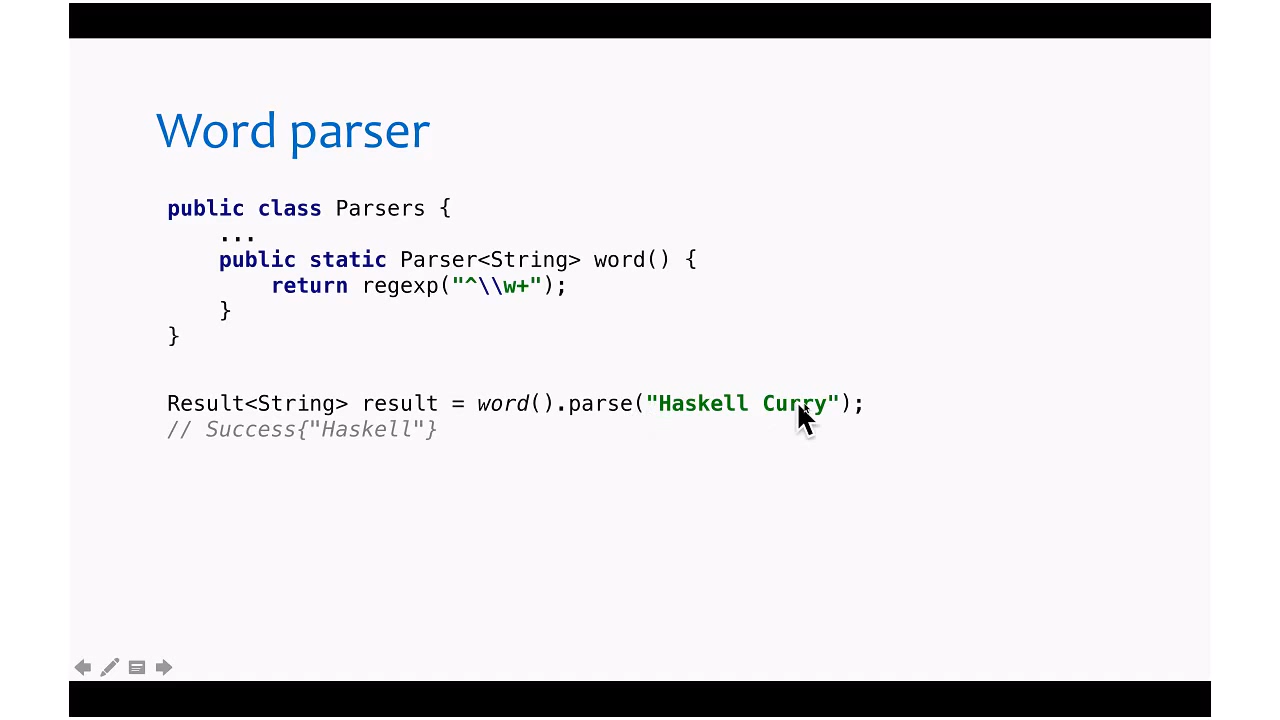 Word parser
public class Parsers {
...
public static Parser<String> word() {
return regexp("^\\w+");
}
}
Result<String> result = word().parse("Haskell Curry");
// Success{"Haskell"}